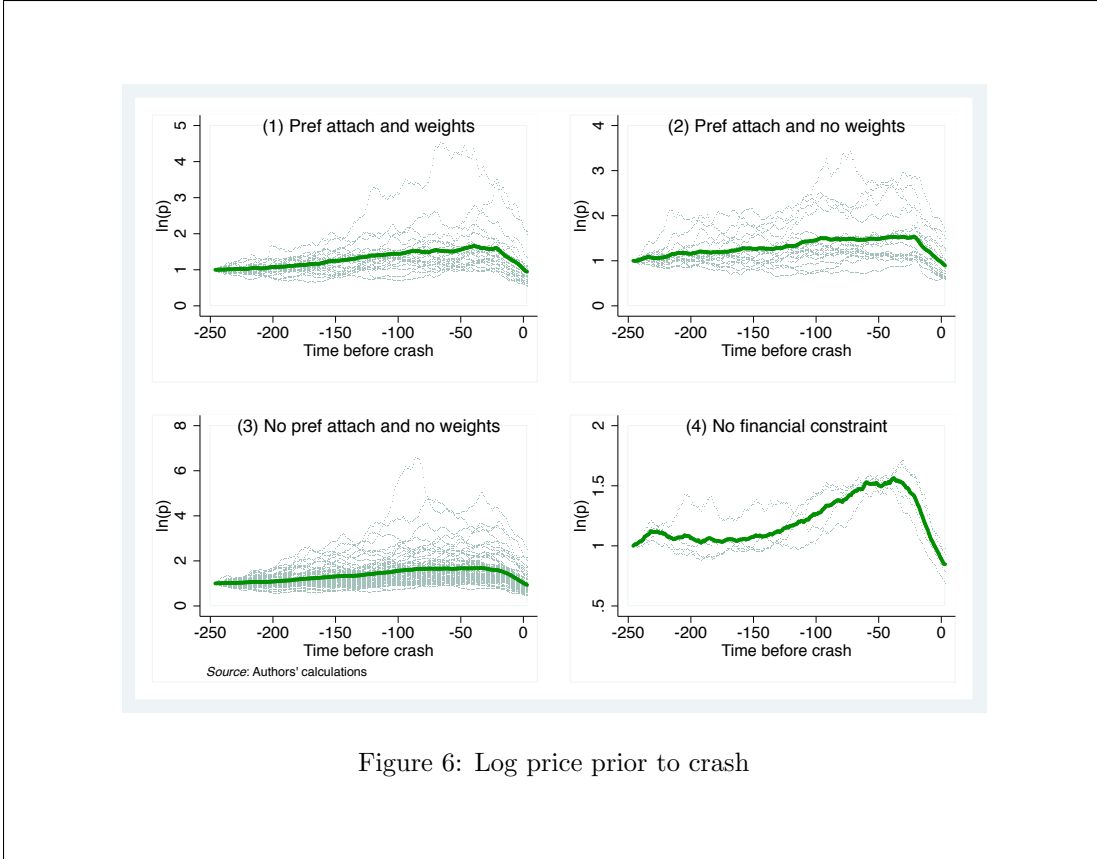 (1) Pref attach and weights
5
4
3
2
1
0
ln(p)
-250 -200 -150 -100 -50 0
Time before crash
(2) Pref attach and no weights
4
3
2
1
0
ln(p)
-250 -200 -150 -100 -50 0
Time before crash
(3) No pref attach and no weights
8
6
4
2
0
ln(p)
-250 -200 -150 -100 -50 0
Time before crash
Source: Authors' calculations
(4) No financial constraint
2
1.5
1
.5
ln(p)
-250 -200 -150 -100 -50 0
Time before crash
Figure 6: Log price prior to crash